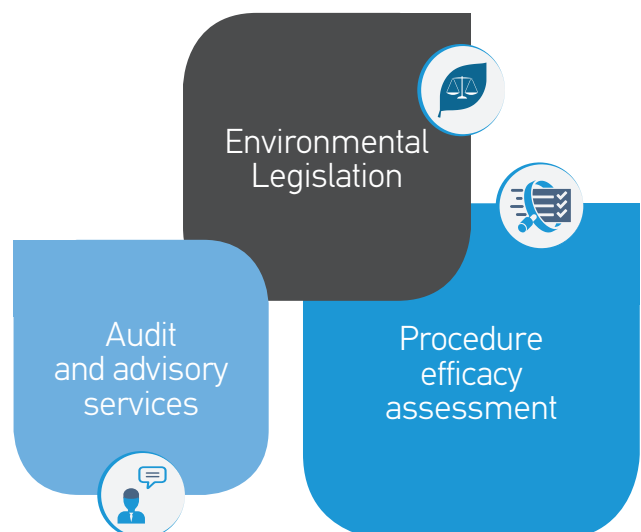 Environmental
Legislation
Audit
and advisory
services
Procedure
efficacy
assessment